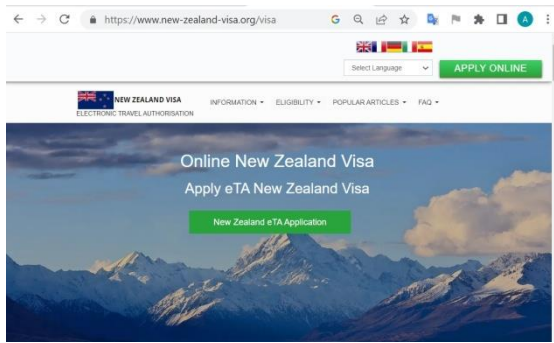 https://www.new-zealand-visa.org/visa
A
Select Language
APPLY ONLINE
NEW ZEALAND VISA
ELECTRONIC TRAVEL AUTHORISATION
INFORMATION
ELIGIBILITY
POPULAR ARTICLES
FAQ
Online New Zealand Visa
Apply eTA New Zealand Visa
New Zealand eTA Application